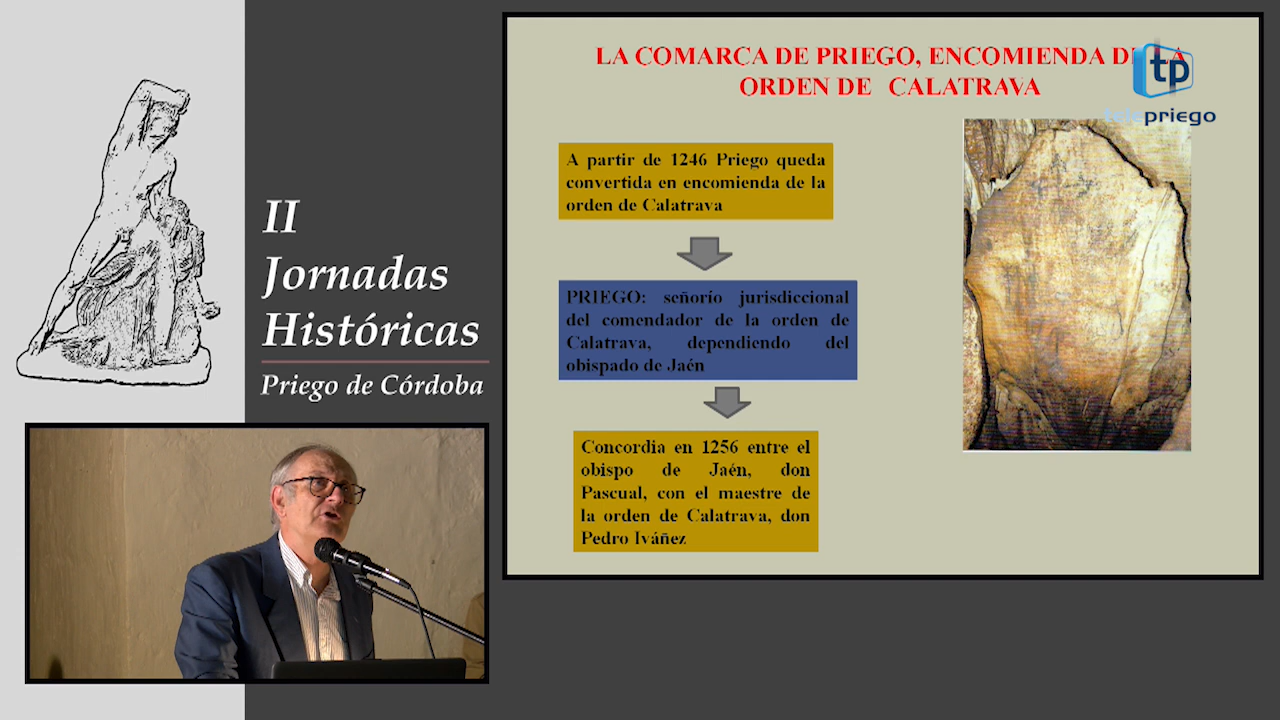 II
Jornadas
Históricas
Priego de Córdoba
LA COMARCA DE PRIEGO, ENCOMIENDA DE LA
ORDEN DE CALATRAVA
tp
telepriego
A partir de 1246 Priego queda
convertida en encomienda de la
orden de Calatrava
PRIEGO: señorío jurisdiccional
del comendador de la orden de
Calatrava, dependiendo del
obispado de Jaén
Concordia en 1256 entre el
obispo de Jaén, don
Pascual, con el maestre de
la orden de Calatrava, don
Pedro Iváñez